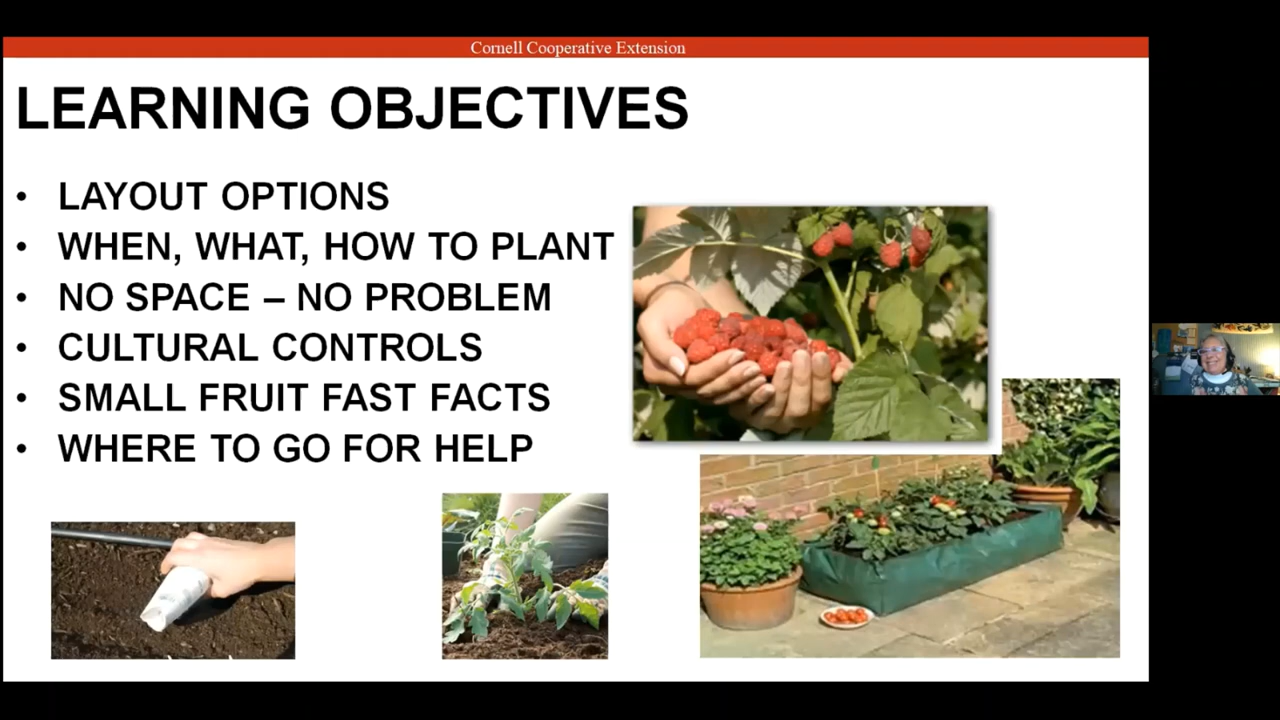 Cornell Cooperative Extension
LEARNING OBJECTIVES
• LAYOUT OPTIONS
• WHEN, WHAT, HOW TO PLANT
• NO SPACE – NO PROBLEM
• CULTURAL CONTROLS
• SMALL FRUIT FAST FACTS
• WHERE TO GO FOR HELP